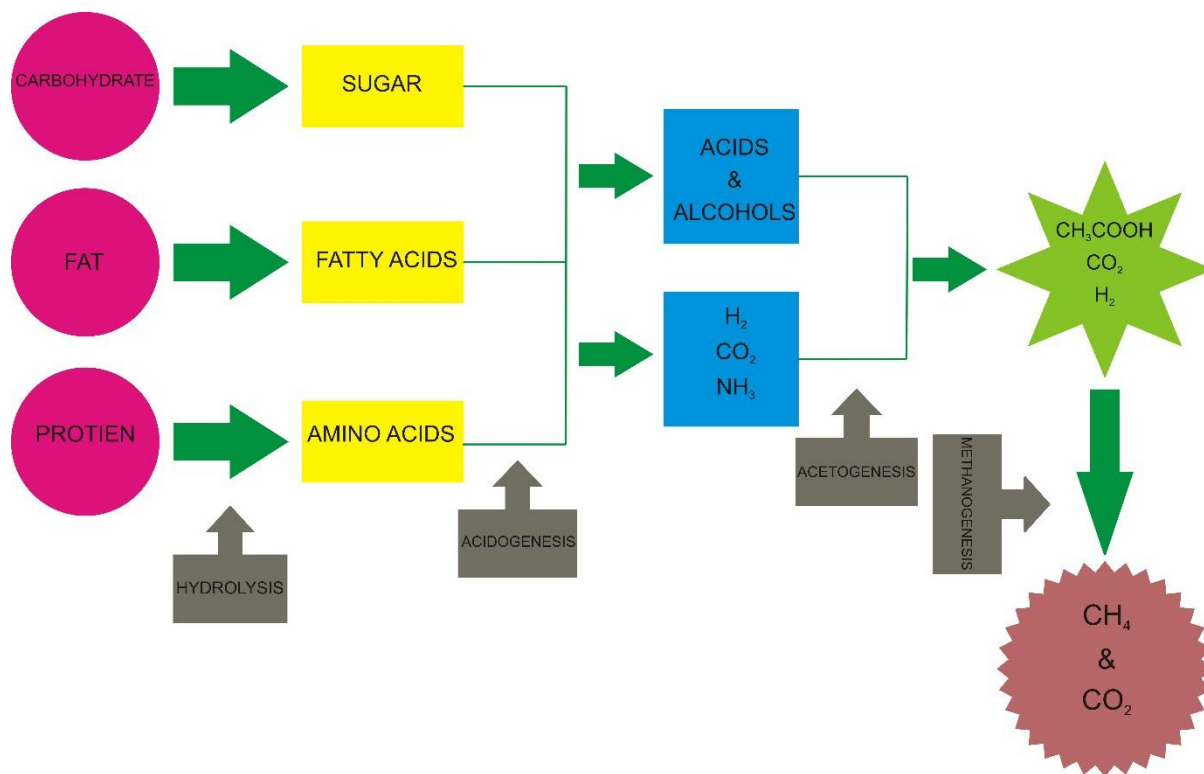 CARBOHYDRATE
SUGAR
FAT
FATTY ACIDS
PROTIEN
AMINO ACIDS
HYDROLYSIS
ACIDOGENESIS
ACIDS
&
ALCOHOLS
H₂
CO₂
NH₃
ACETOGENESIS
CH₃COOH
CO₂
H₂
METHANOGENESIS
CH₄
&
CO₂